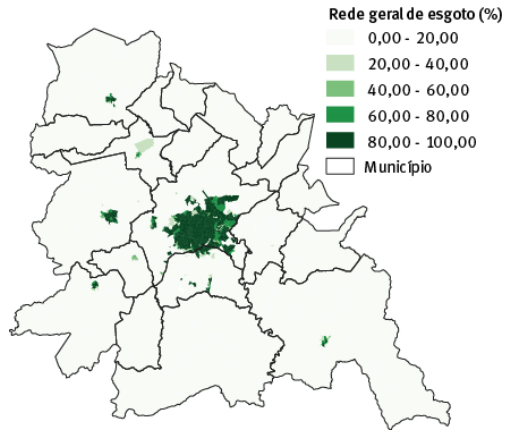 Rede geral de esgoto (%)
0,00 - 20,00
20,00 - 40,00
40,00 - 60,00
60,00 - 80,00
80,00 - 100,00
Município